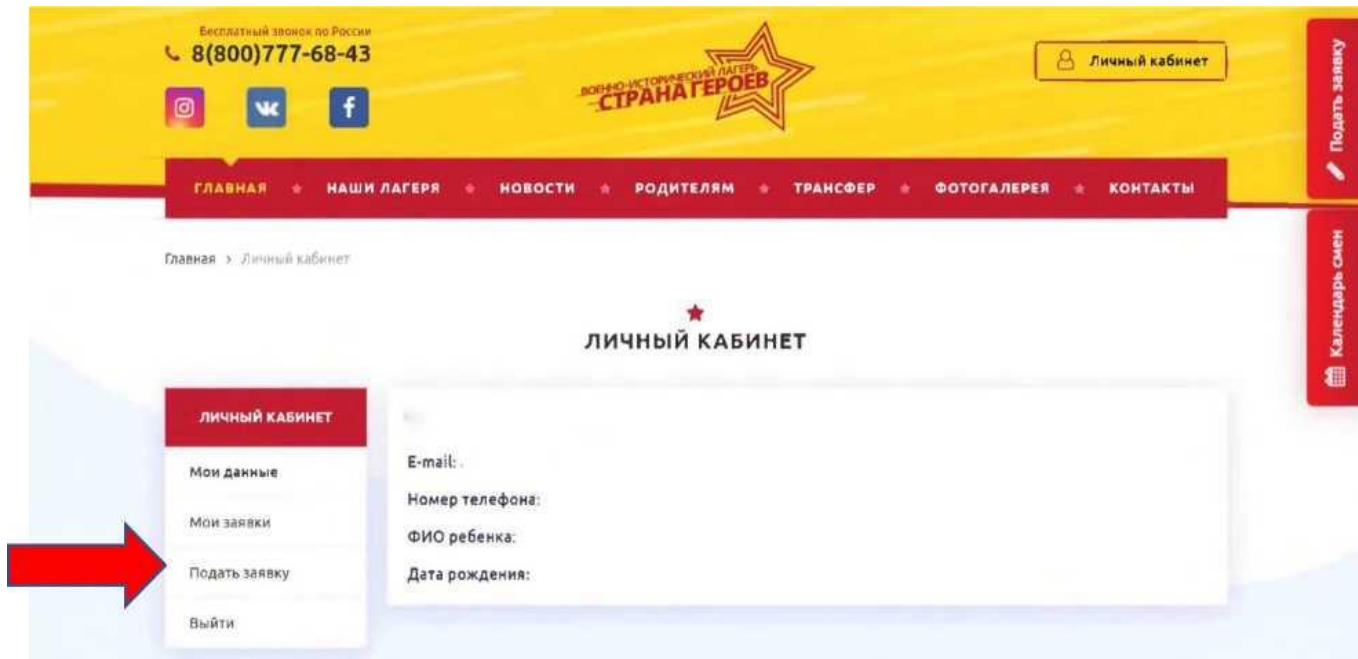 Бесплатный звонок по России
8(800)777-68-43
ВОЕННО-ИСТОРИЧЕСКИЙ ЛАГЕРЬ
СТРАНА ГЕРОЕВ
Личный кабинет
Подать заявку
Календарь смен
ГЛАВНАЯ НАШИ ЛАГЕРЯ НОВОСТИ РОДИТЕЛЯМ ТРАНСФЕР ФОТОГАЛЕРЕЯ КОНТАКТЫ
Главная > Личный кабинет
ЛИЧНЫЙ КАБИНЕТ
ЛИЧНЫЙ КАБИНЕТ
Мои данные
Мои заявки
Подать заявку
Выйти
E-mail:
Номер телефона:
ФИО ребенка:
Дата рождения: